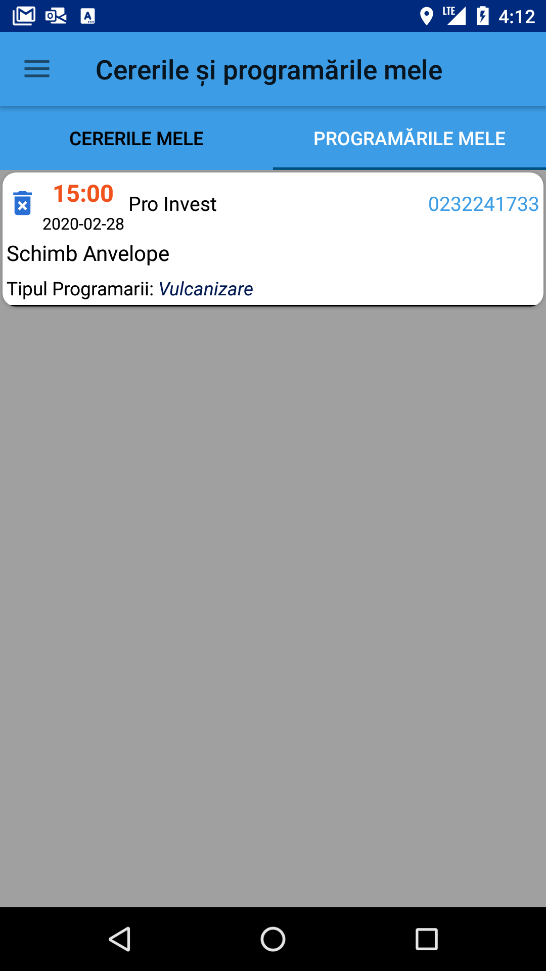 LTE 4:12
Cererile și programările mele
CERERILE MELE PROGRAMĂRILE MELE
15:00 Pro Invest 0232241733
2020-02-28
Schimb Anvelope
Tipul Programarii: Vulcanizare